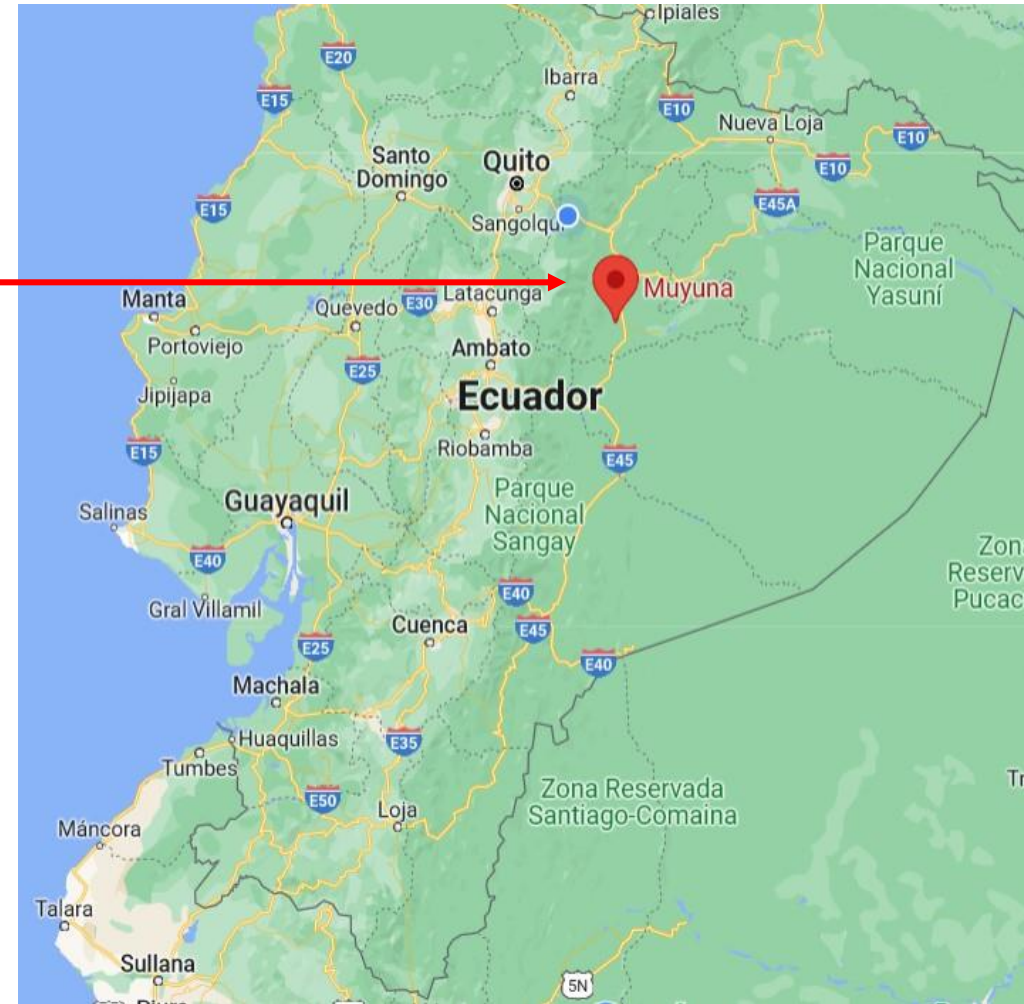 Ipiales
E20
Ibarra
E15
E10
Nueva Loja
E10
Santo
Domingo
Quito
E10
E15
Sangolquí
E45A
Parque
Nacional
Yasuní
Manta
Quevedo
E30
Latacunga
Muyuna
Portoviejo
Ambato
E25
Jipijapa
Ecuador
E15
Riobamba
E45
Parque
Nacional
Sangay
Guayaquil
Salinas
E40
Gral Villamil
E40
Cuenca
E45
E25
E40
Machala
Huaquillas
E35
Tumbes
Zona Reservada
Santiago-Comaina
E50
Loja
Máncora
Talara
Sullana
5N